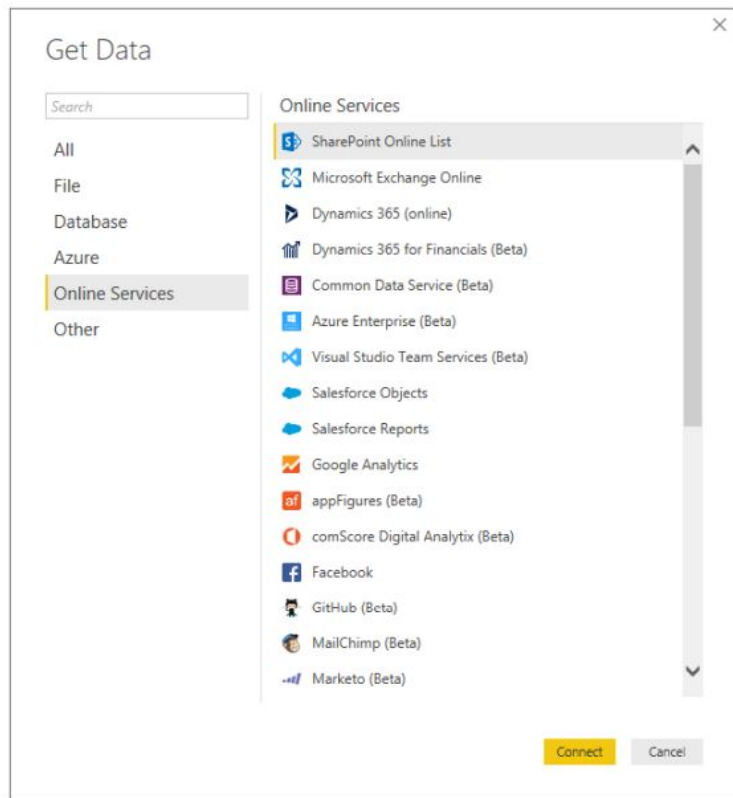 Get Data
Search
All
File
Database
Azure
Online Services
Other
Online Services
SharePoint Online List
Microsoft Exchange Online
Dynamics 365 (online)
Dynamics 365 for Financials (Beta)
Common Data Service (Beta)
Azure Enterprise (Beta)
Visual Studio Team Services (Beta)
Salesforce Objects
Salesforce Reports
Google Analytics
appFigures (Beta)
comScore Digital Analytix (Beta)
Facebook
GitHub (Beta)
MailChimp (Beta)
Marketo (Beta)
Connect
Cancel